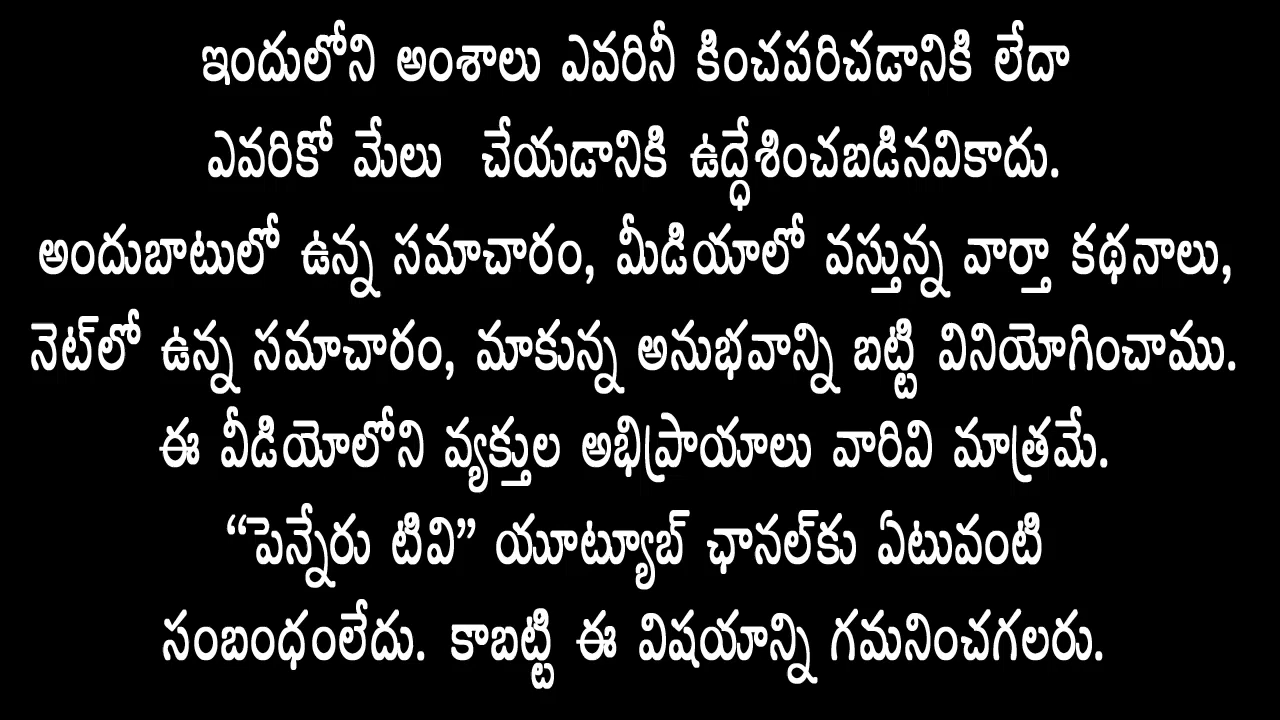 ఇందులోని అంశాలు ఎవరినీ కించపరిచడానికి లేదా
ఎవరికో మేలు చేయడానికి ఉద్ధేశించబడినవికాదు.
అందుబాటులో ఉన్న సమాచారం, మీడియాలో వస్తున్న వార్తా కథనాలు,
నెట్‌లో ఉన్న సమాచారం, మాకున్న అనుభవాన్ని బట్టి వినియోగించాము.
ఈ వీడియోలోని వ్యక్తుల అభిప్రాయాలు వారివి మాత్రమే.
“పెన్నేరు టివి” యూట్యూబ్ ఛానల్‌కు ఏటువంటి
సంబంధంలేదు. కాబట్టి ఈ విషయాన్ని గమనించగలరు.